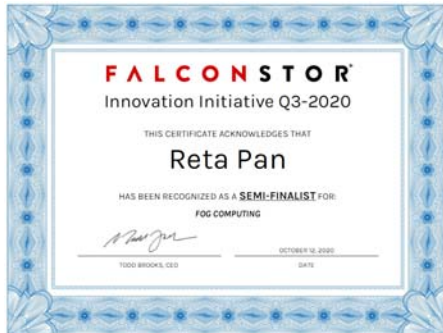 FALCONSTOR®
Innovation Initiative Q3-2020
THIS CERTIFICATE ACKNOWLEDGES THAT
Reta Pan
HAS BEEN RECOGNIZED AS A SEMI-FINALIST FOR:
FOG COMPUTING
OCTOBER 12, 2020
TODD BROOKS, CEO
DATE